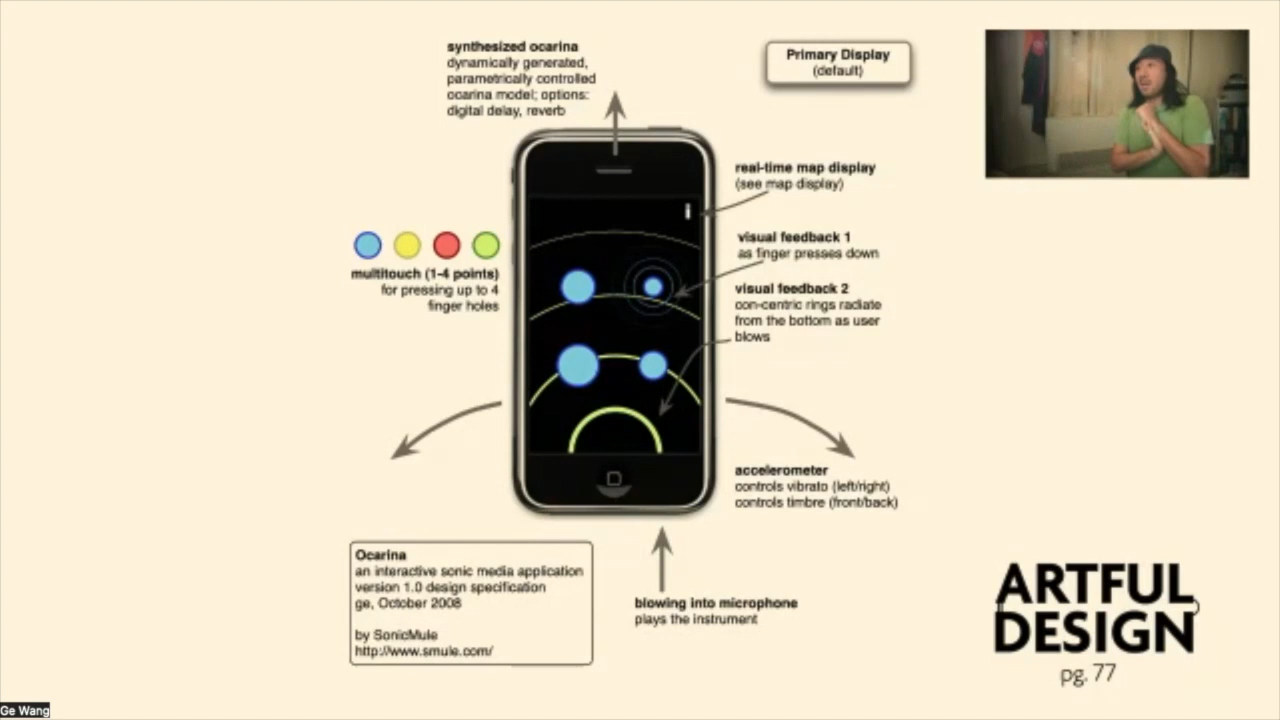 synthesized ocarina
dynamically generated,
parametrically controlled
ocarina model; options:
digital delay, reverb
Primary Display
(default)
real-time map display
(see map display)
i
visual feedback 1
as finger presses down
multitouch (1-4 points)
for pressing up to 4
finger holes
visual feedback 2
con-centric rings radiate
from the bottom as user
blows
accelerometer
controls vibrato (left/right)
controls timbre (front/back)
Ocarina
an interactive sonic media application
version 1.0 design specification
ge, October 2008
by SonicMule
http://www.smule.com/
blowing into microphone
plays the instrument
ARTFUL
DESIGN
pg. 77
Ge Wang